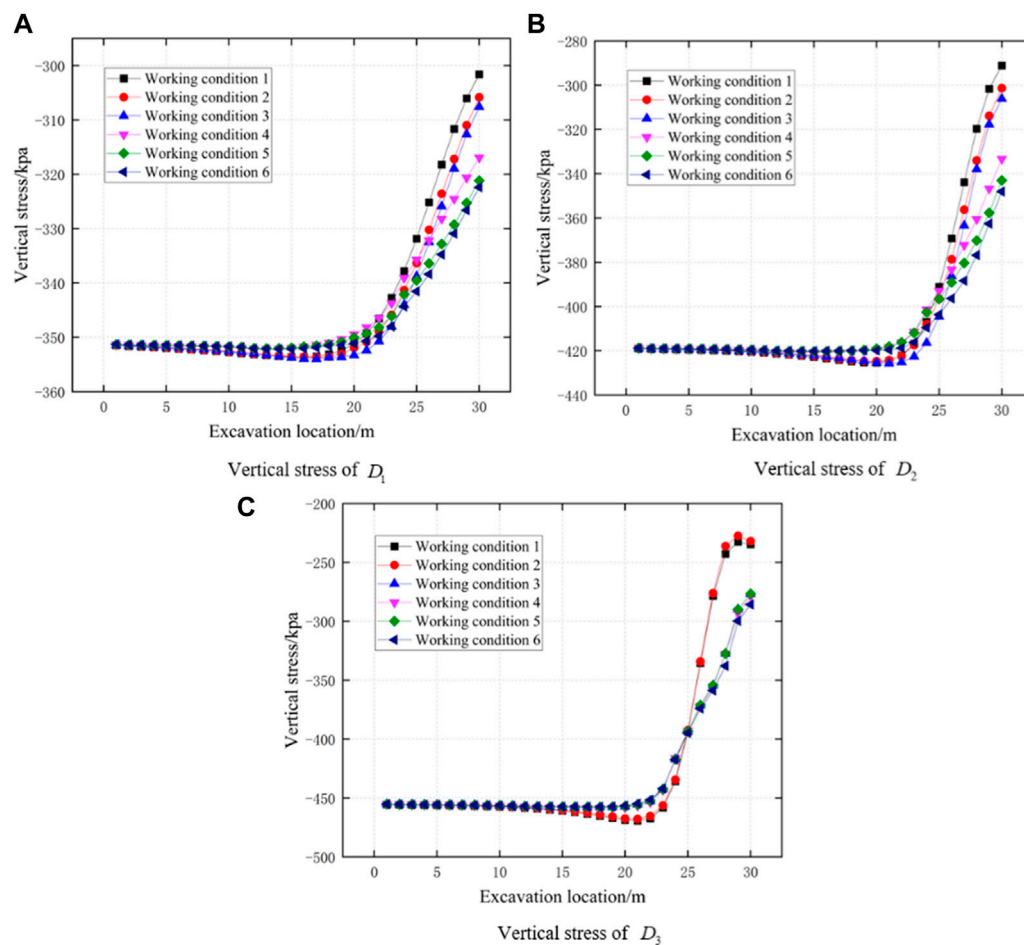 A
−300
−310
−320
−330
−340
−350
−360
Vertical stress/kpa
Working condition 1
Working condition 2
Working condition 3
Working condition 4
Working condition 5
Working condition 6
0 5 10 15 20 25 30
Excavation location/m
Vertical stress of D1
B
−280
−300
−320
−340
−360
−380
−400
−420
−440
Vertical stress/kpa
Working condition 1
Working condition 2
Working condition 3
Working condition 4
Working condition 5
Working condition 6
0 5 10 15 20 25 30
Excavation location/m
Vertical stress of D2
C
−200
−250
−300
−350
−400
−450
−500
Vertical stress/kpa
Working condition 1
Working condition 2
Working condition 3
Working condition 4
Working condition 5
Working condition 6
0 5 10 15 20 25 30
Excavation location/m
Vertical stress of D3